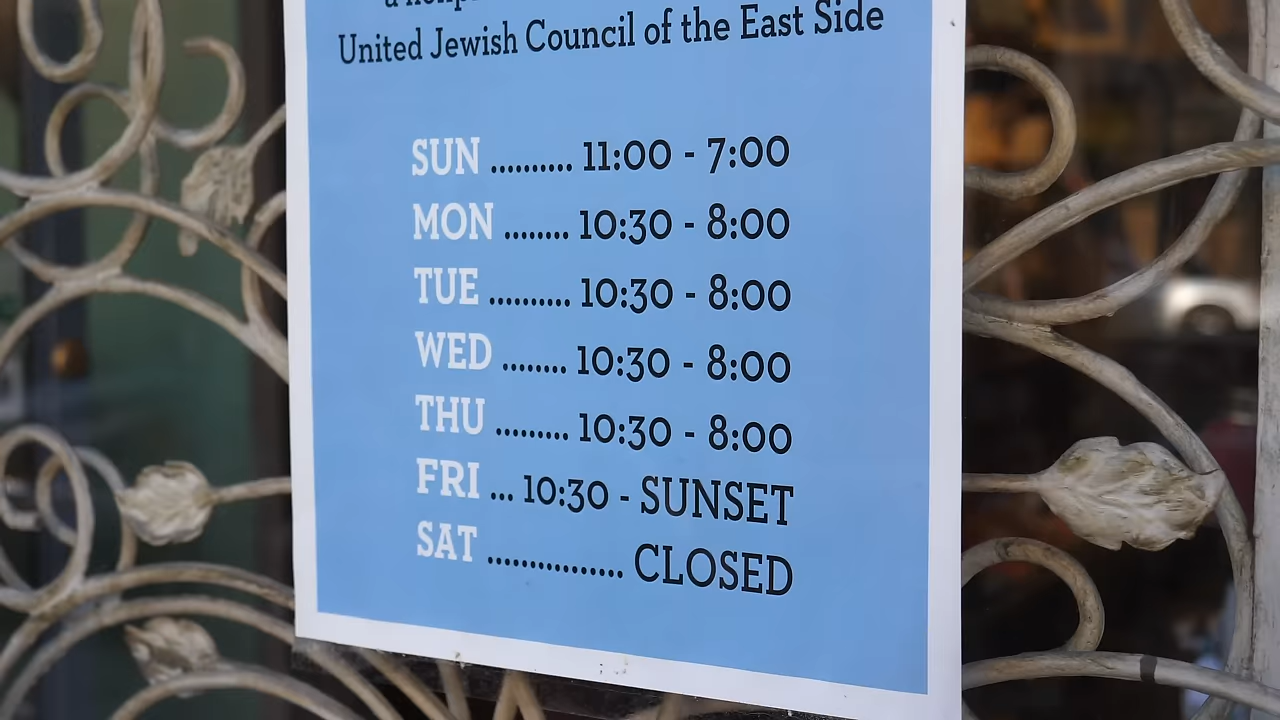 United Jewish Council of the East Side
SUN .......... 11:00 - 7:00
MON ........ 10:30 - 8:00
TUE .......... 10:30 - 8:00
WED ........ 10:30 - 8:00
THU ......... 10:30 - 8:00
FRI ... 10:30 - SUNSET
SAT ............... CLOSED